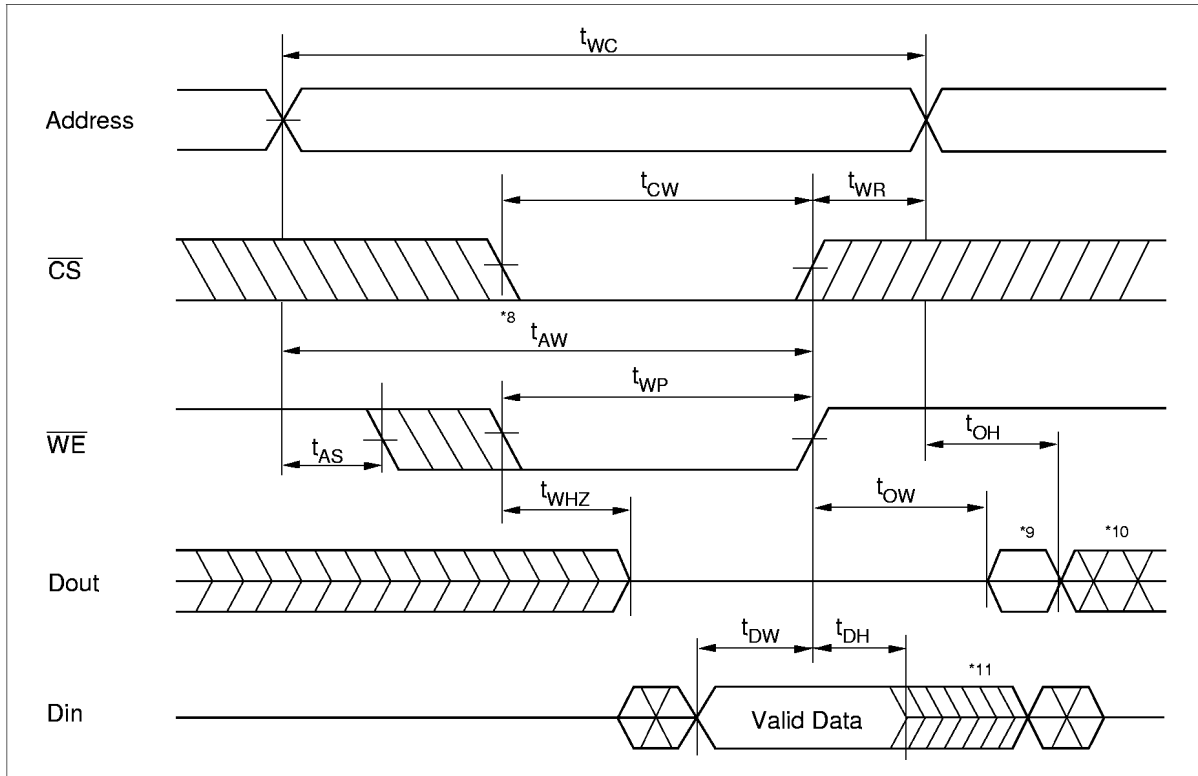 tWC
Address
tCW
tWR
CS
*8
tAW
tWP
WE
tAS
tOH
tWHZ
tOW
*9
*10
Dout
tDW
tDH
*11
Din
Valid Data